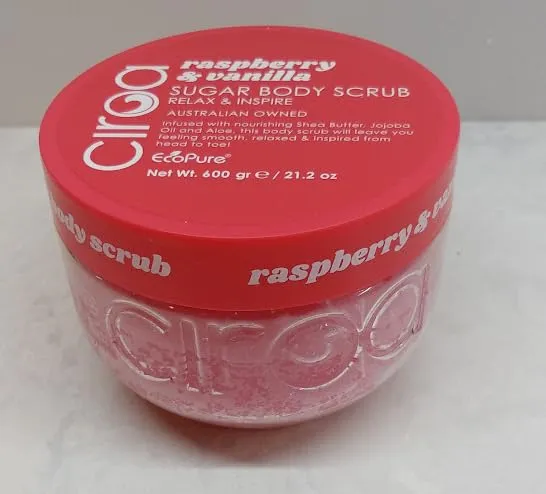 ciroa
raspberry
& vanilla
SUGAR BODY SCRUB
RELAX & INSPIRE
AUSTRALIAN OWNED
Infused with nourishing Shea Butter, Jojoba
Oil and Aloe, this body scrub will leave you
feeling smooth, relaxed & inspired from
head to toe!
EcoPure®
Net Wt. 600 gr e / 21.2 oz
body scrub
raspberry &
ciroa